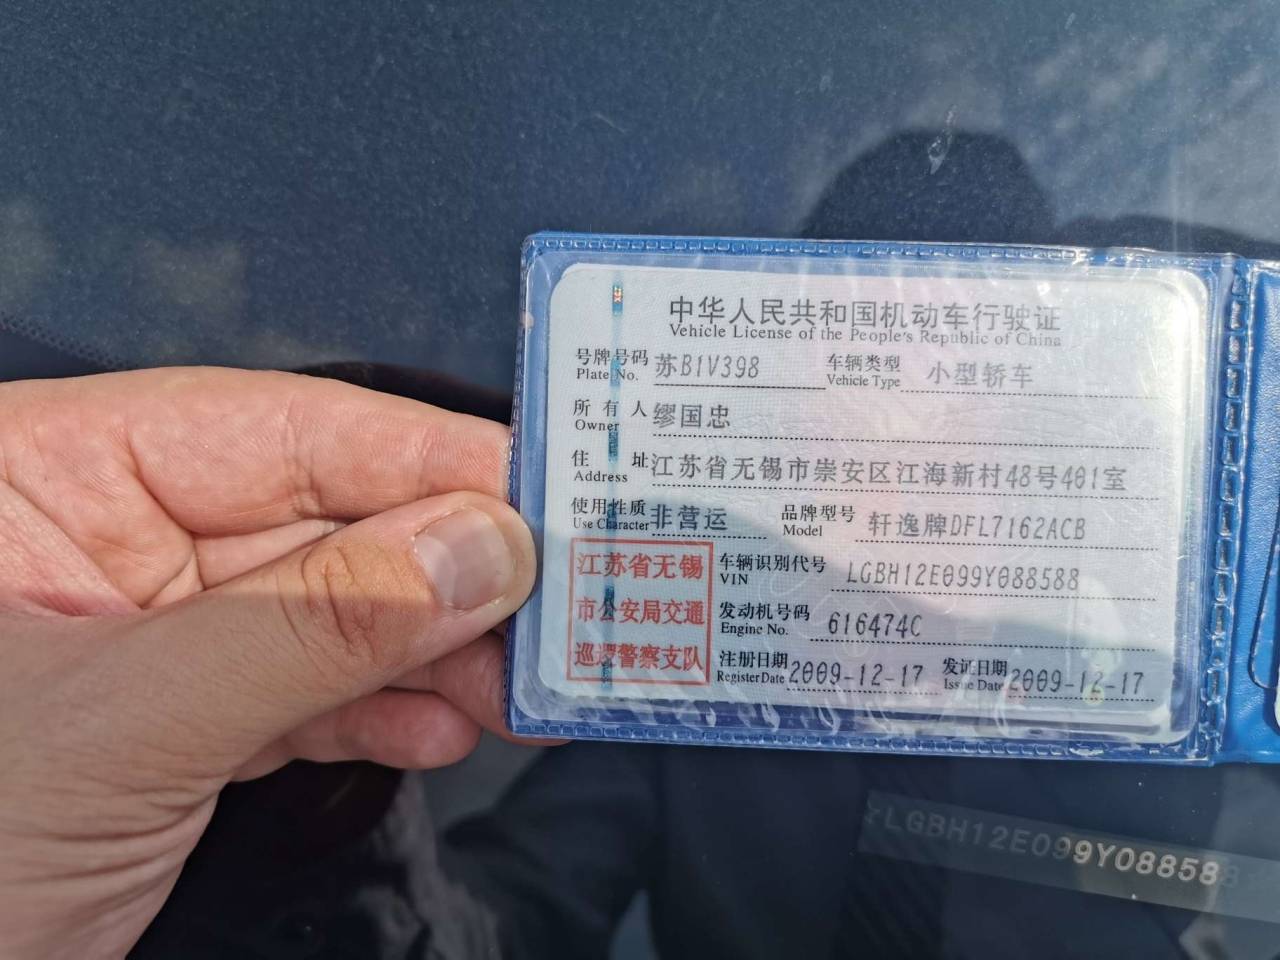 中华人民共和国机动车行驶证
Vehicle License of the People's Republic of China
号牌号码 苏B1V398 车辆类型 小型轿车
Plate No. Vehicle Type
所有人 缪国忠
Owner
住址 江苏省无锡市崇安区江海新村48号401室
Address
使用性质 非营运 品牌型号 轩逸牌DFL7162ACB
Use Character Model
江苏省无锡
市公安局交通
巡逻警察支队
车辆识别代号 LGBH12E099Y088588
VIN
发动机号码 616474C
Engine No.
注册日期 2009-12-17 发证日期 2009-12-17
Register Date Issue Date
LGBH12E099Y088588